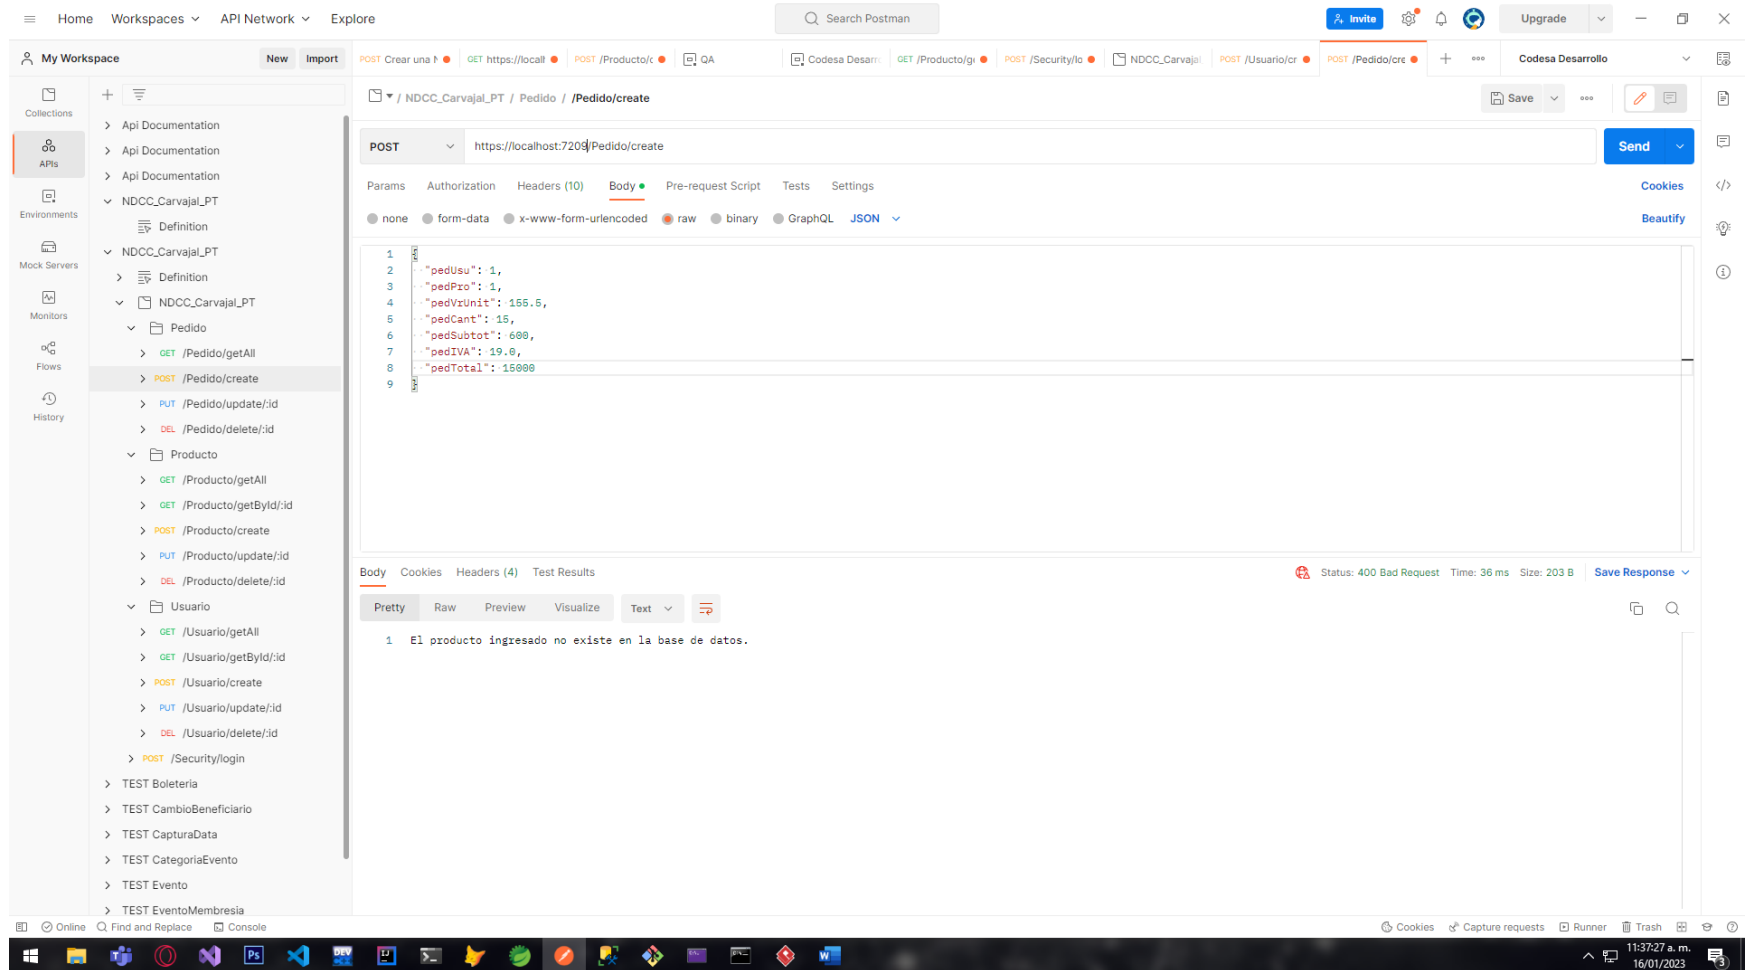 Home Workspaces API Network Explore Search Postman Invite Upgrade
My Workspace New Import POST Crear una N GET https://locall POST /Producto/c QA Codesa Desarr GET /Producto/ge POST /Security/lo NDCC_Carvajal POST /Usuario/cr POST /Pedido/cre Codesa Desarrollo
Collections
APIs
Environments
Mock Servers
Monitors
Flows
History
Api Documentation
Api Documentation
Api Documentation
NDCC_Carvajal_PT
Definition
NDCC_Carvajal_PT
Definition
NDCC_Carvajal_PT
Pedido
GET /Pedido/getAll
POST /Pedido/create
PUT /Pedido/update/:id
DEL /Pedido/delete/:id
Producto
GET /Producto/getAll
GET /Producto/getById/:id
POST /Producto/create
PUT /Producto/update/:id
DEL /Producto/delete/:id
Usuario
GET /Usuario/getAll
GET /Usuario/getById/:id
POST /Usuario/create
PUT /Usuario/update/:id
DEL /Usuario/delete/:id
POST /Security/login
TEST Boleteria
TEST CambioBeneficiario
TEST CapturaData
TEST CategoriaEvento
TEST Evento
TEST EventoMembresia
/ NDCC_Carvajal_PT / Pedido / /Pedido/create Save
POST https://localhost:7209/Pedido/create Send
Params Authorization Headers (10) Body Pre-request Script Tests Settings Cookies
none form-data x-www-form-urlencoded raw binary GraphQL JSON Beautify
1 {
2 "pedUsu": 1,
3 "pedPro": 1,
4 "pedVrUnit": 155.5,
5 "pedCant": 15,
6 "pedSubtot": 600,
7 "pedIVA": 19.0,
8 "pedTotal": 15000
9 }
Body Cookies Headers (4) Test Results Status: 400 Bad Request Time: 36 ms Size: 203 B Save Response
Pretty Raw Preview Visualize Text
1 El producto ingresado no existe en la base de datos.
Online Find and Replace Console Cookies Capture requests Runner Trash
Ps DEV IJ W 11:37:27 a. m.
16/01/2023 3